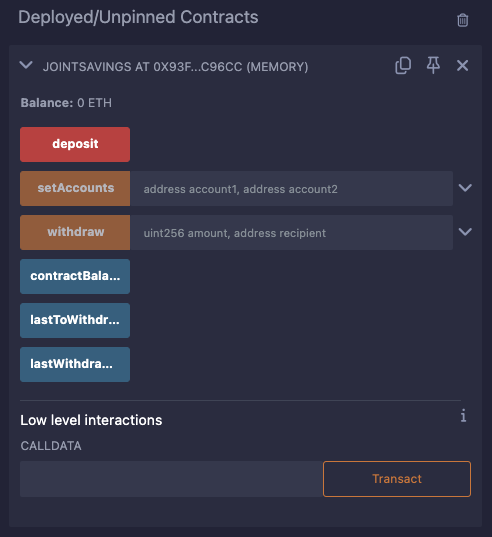 Deployed/Unpinned Contracts
JOINTSAVINGS AT 0X93F...C96CC (MEMORY)
Balance: 0 ETH
deposit
setAccounts address account1, address account2
withdraw uint256 amount, address recipient
contractBala...
lastToWithdr...
lastWithdra...
Low level interactions
i
CALLDATA
Transact